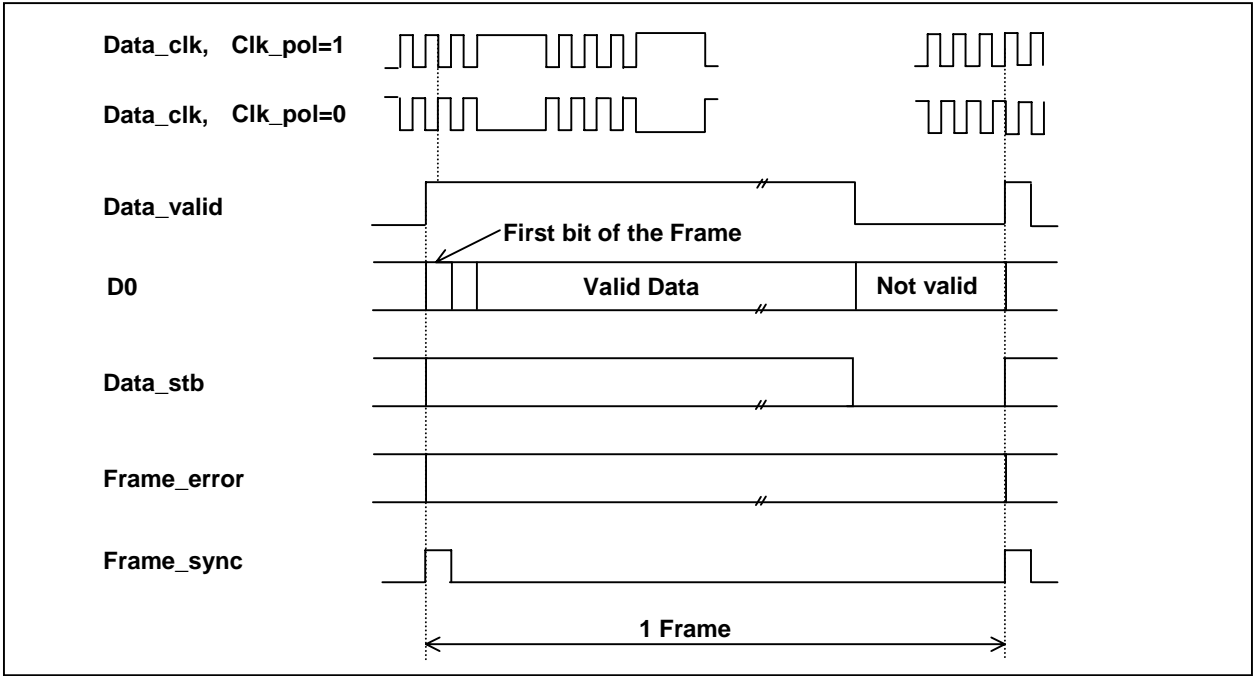 Data_clk, Clk_pol=1
Data_clk, Clk_pol=0
Data_valid
First bit of the Frame
D0
Valid Data
Not valid
Data_stb
Frame_error
Frame_sync
1 Frame